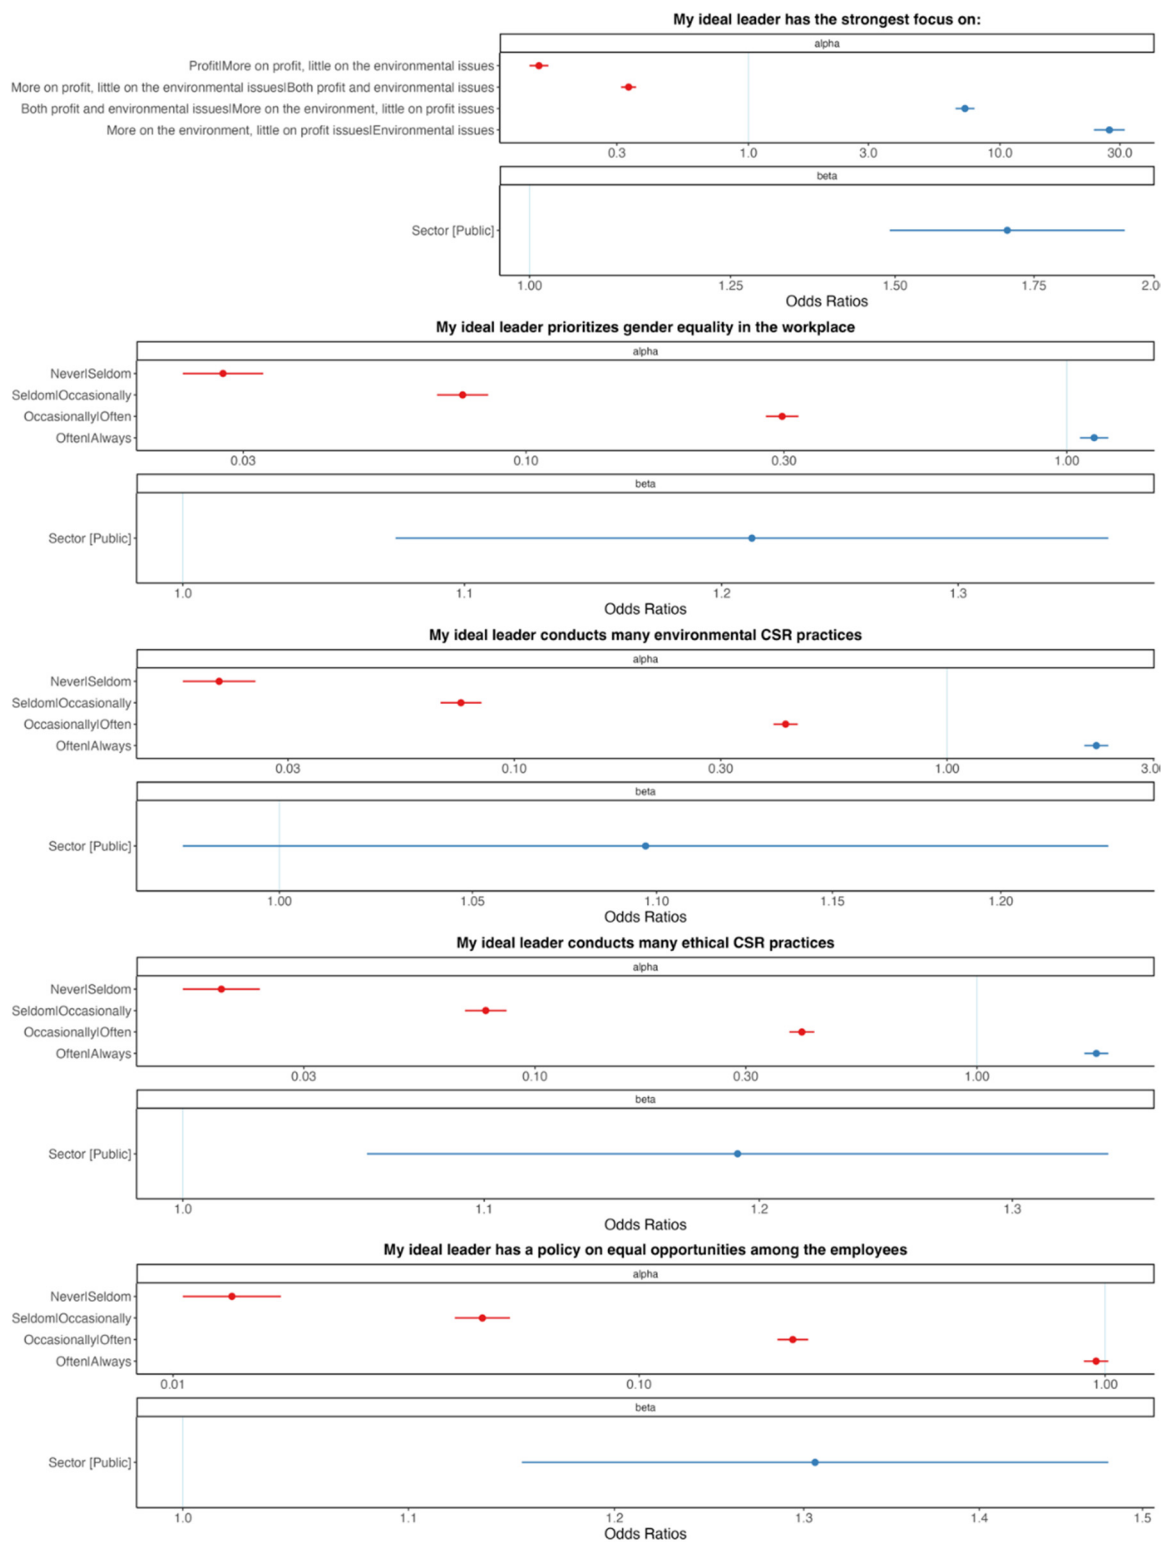 My ideal leader has the strongest focus on:
alpha
Profit|More on profit, little on the environmental issues
More on profit, little on the environmental issues|Both profit and environmental issues
Both profit and environmental issues|More on the environment, little on profit issues
More on the environment, little on profit issues|Environmental issues
0.3 1.0 3.0 10.0 30.0
beta
Sector [Public]
1.00 1.25 1.50 1.75 2.0
Odds Ratios
My ideal leader prioritizes gender equality in the workplace
alpha
Never|Seldom
Seldom|Occasionally
Occasionally|Often
Often|Always
0.03 0.10 0.30 1.00
beta
Sector [Public]
1.0 1.1 1.2 1.3
Odds Ratios
My ideal leader conducts many environmental CSR practices
alpha
Never|Seldom
Seldom|Occasionally
Occasionally|Often
Often|Always
0.03 0.10 0.30 1.00 3.0
beta
Sector [Public]
1.00 1.05 1.10 1.15 1.20
Odds Ratios
My ideal leader conducts many ethical CSR practices
alpha
Never|Seldom
Seldom|Occasionally
Occasionally|Often
Often|Always
0.03 0.10 0.30 1.00
beta
Sector [Public]
1.0 1.1 1.2 1.3
Odds Ratios
My ideal leader has a policy on equal opportunities among the employees
alpha
Never|Seldom
Seldom|Occasionally
Occasionally|Often
Often|Always
0.01 0.10 1.00
beta
Sector [Public]
1.0 1.1 1.2 1.3 1.4 1.5
Odds Ratios